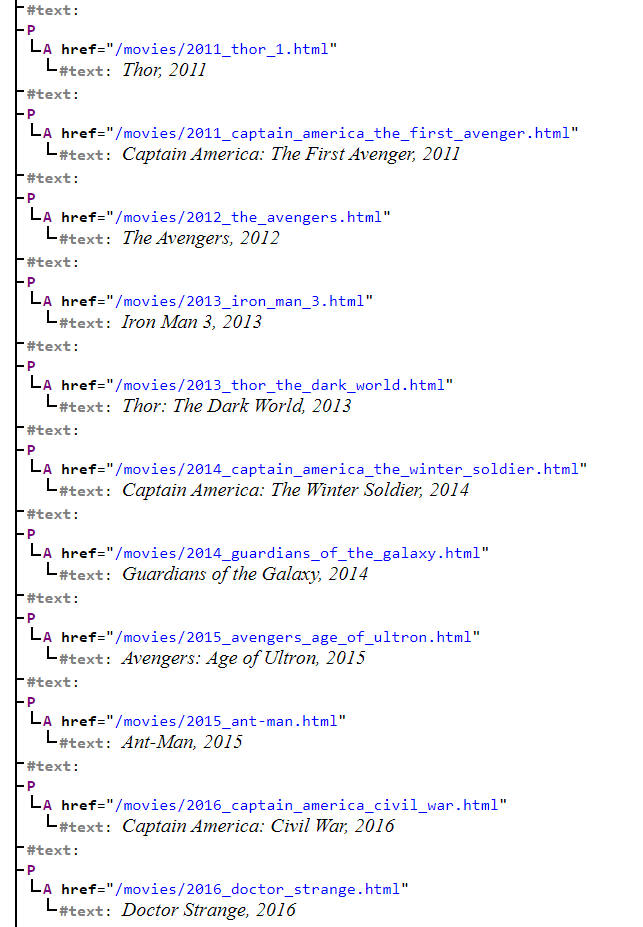 #text:
P
A href="/movies/2011_thor_1.html"
#text: Thor, 2011
#text:
P
A href="/movies/2011_captain_america_the_first_avenger.html"
#text: Captain America: The First Avenger, 2011
#text:
P
A href="/movies/2012_the_avengers.html"
#text: The Avengers, 2012
#text:
P
A href="/movies/2013_iron_man_3.html"
#text: Iron Man 3, 2013
#text:
P
A href="/movies/2013_thor_the_dark_world.html"
#text: Thor: The Dark World, 2013
#text:
P
A href="/movies/2014_captain_america_the_winter_soldier.html"
#text: Captain America: The Winter Soldier, 2014
#text:
P
A href="/movies/2014_guardians_of_the_galaxy.html"
#text: Guardians of the Galaxy, 2014
#text:
P
A href="/movies/2015_avengers_age_of_ultron.html"
#text: Avengers: Age of Ultron, 2015
#text:
P
A href="/movies/2015_ant-man.html"
#text: Ant-Man, 2015
#text:
P
A href="/movies/2016_captain_america_civil_war.html"
#text: Captain America: Civil War, 2016
#text:
P
A href="/movies/2016_doctor_strange.html"
#text: Doctor Strange, 2016